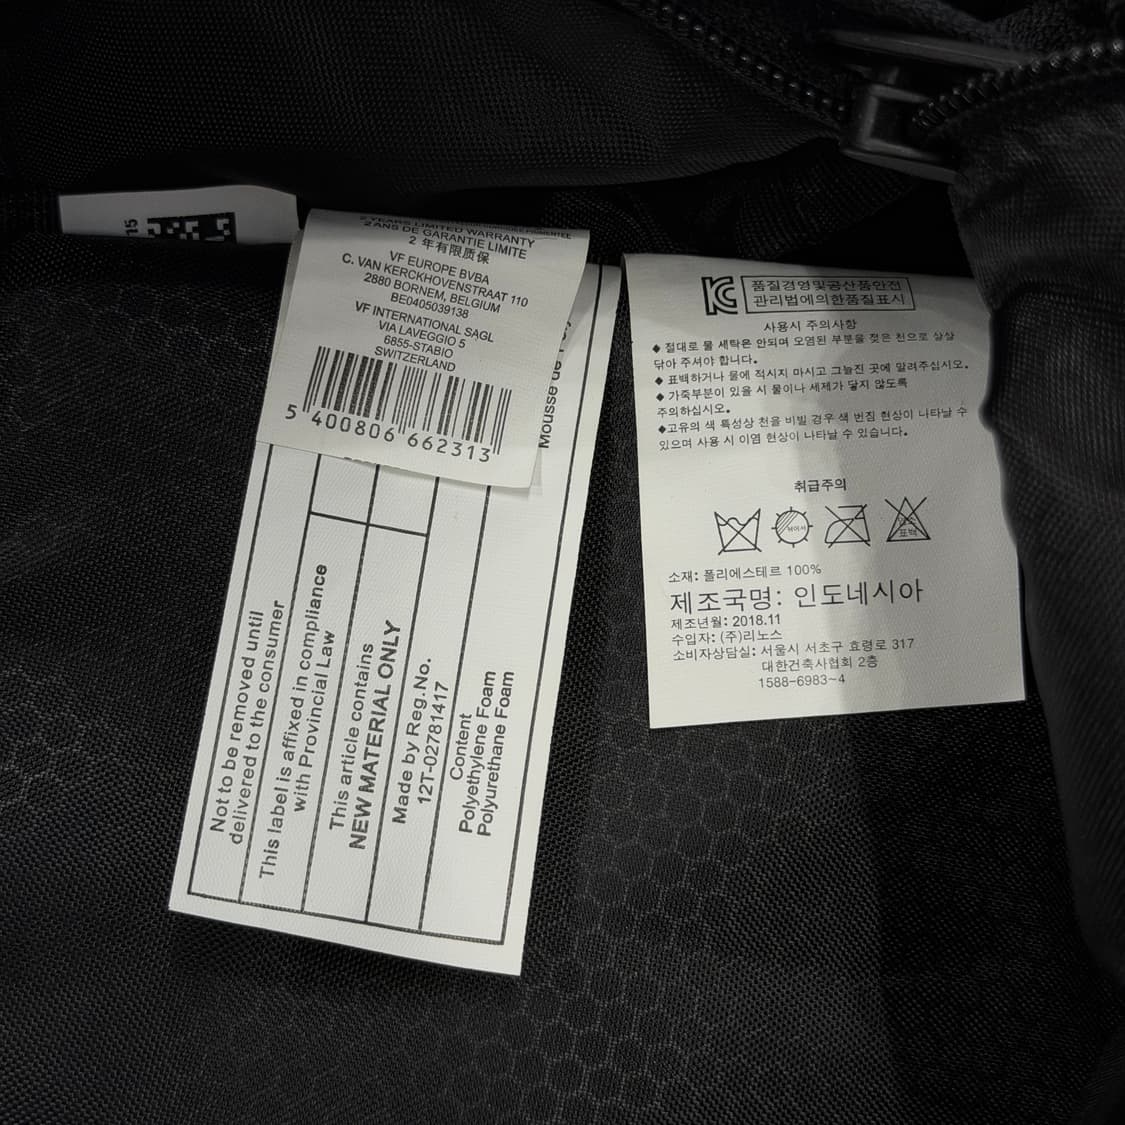 15
2 YEARS LIMITED WARRANTY
2 ANS DE GARANTIE LIMITE
2 年有限质保
VF EUROPE BVBA
C. VAN KERCKHOVENSTRAAT 110
2880 BORNEM, BELGIUM
BE0405039138
VF INTERNATIONAL SAGL
VIA LAVEGGIO 5
6855-STABIO
SWITZERLAND
5 400806 662313
Mousse de
Not to be removed until
delivered to the consumer
This label is affixed in compliance
with Provincial Law
This article contains
NEW MATERIAL ONLY
Made by Reg.No.
12T-02781417
Content
Polyethylene Foam
Polyurethane Foam
품질경영및공산품안전
관리법에의한품질표시
사용시 주의사항
◆ 절대로 물 세탁은 안되며 오염된 부분을 젖은 천으로 살살
닦아 주셔야 합니다.
◆ 표백하거나 물에 적시지 마시고 그늘진 곳에 말려주십시오.
◆ 가죽부분이 있을 시 물이나 세제가 닿지 않도록
주의하십시오.
◆고유의 색 특성상 천을 비빌 경우 색 번짐 현상이 나타날 수
있으며 사용 시 이염 현상이 나타날 수 있습니다.
취급주의
뉘어서
염소
표백
소재: 폴리에스테르 100%
제조국명: 인도네시아
제조년월: 2018.11
수입자: (주)리노스
소비자상담실: 서울시 서초구 효령로 317
대한건축사협회 2층
1588-6983~4